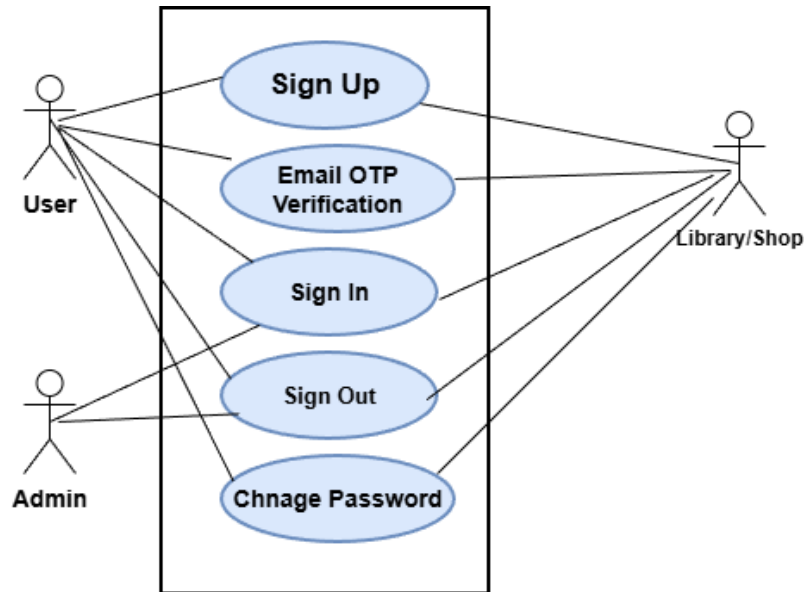 Sign Up
Email OTP
Verification
User
Library/Shop
Sign In
Sign Out
Admin
Chnage Password